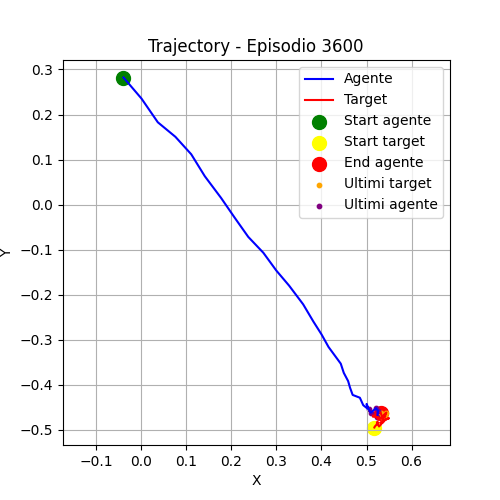 Trajectory - Episodio 3600
Agente
Target
Start agente
Start target
End agente
Ultimi target
Ultimi agente
0.3
0.2
0.1
0.0
−0.1
−0.2
−0.3
−0.4
−0.5
Y
−0.1
0.0
0.1
0.2
0.3
0.4
0.5
0.6
X